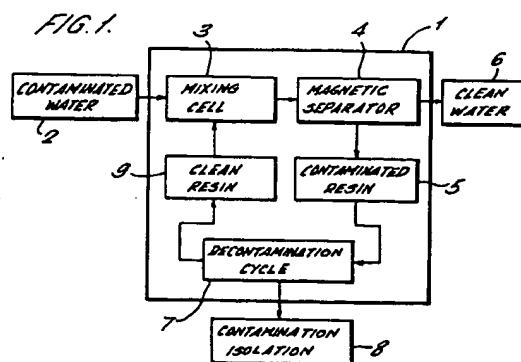 FIG. 1.
3
4
1
6
CONTAMINATED
WATER
2
MIXING
CELL
MAGNETIC
SEPARATOR
CLEAN
WATER
9
CLEAN
RESIN
CONTAMINATED
RESIN
5
DECONTAMINATION
CYCLE
7
CONTAMINATION
ISOLATION
8